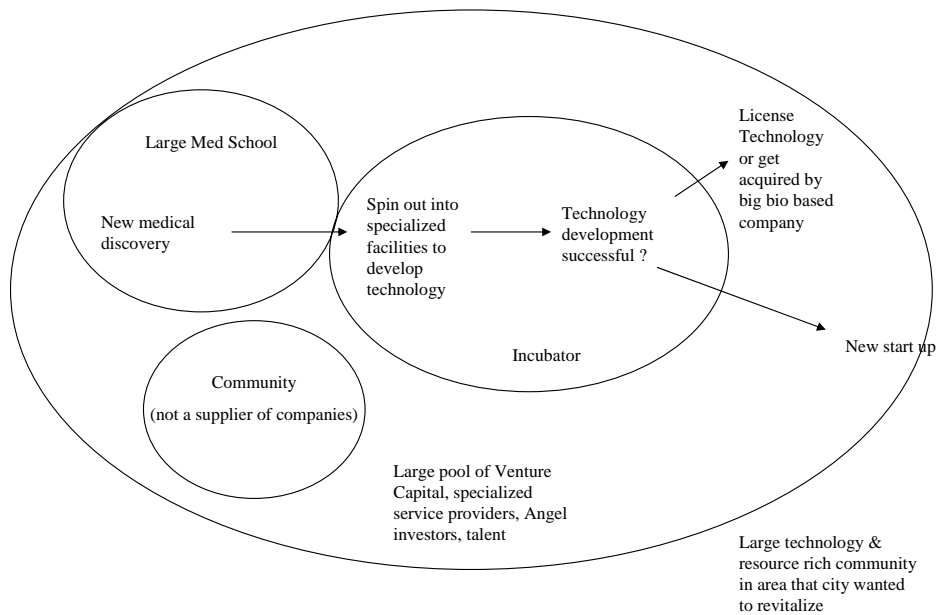 Large Med School
New medical
discovery
Spin out into
specialized
facilities to
develop
technology
Technology
development
successful ?
License
Technology
or get
acquired by
big bio based
company
New start up
Incubator
Community
(not a supplier of companies)
Large pool of Venture
Capital, specialized
service providers, Angel
investors, talent
Large technology &
resource rich community
in area that city wanted
to revitalize